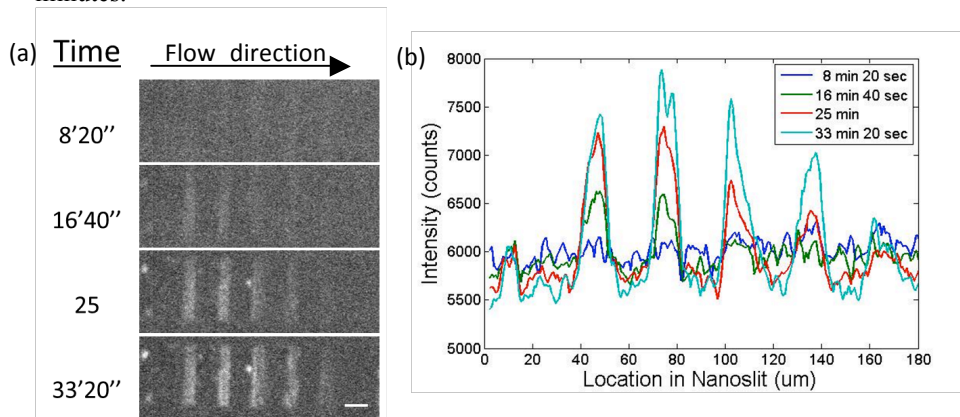 minutes.
(a) Time Flow direction
8’20’’
16’40’’
25
33’20’’
(b)
8000
7500
7000
6500
6000
5500
5000
Intensity (counts)
8 min 20 sec
16 min 40 sec
25 min
33 min 20 sec
0 20 40 60 80 100 120 140 160 180
Location in Nanoslit (um)